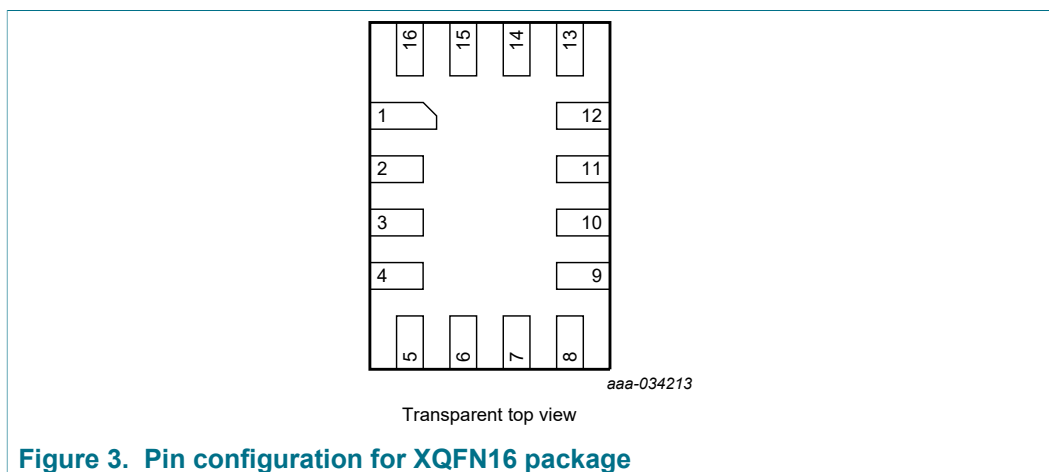 16 15 14 13
1 12
2 11
3 10
4 9
5 6 7 8
aaa-034213
Transparent top view
Figure 3. Pin configuration for XQFN16 package